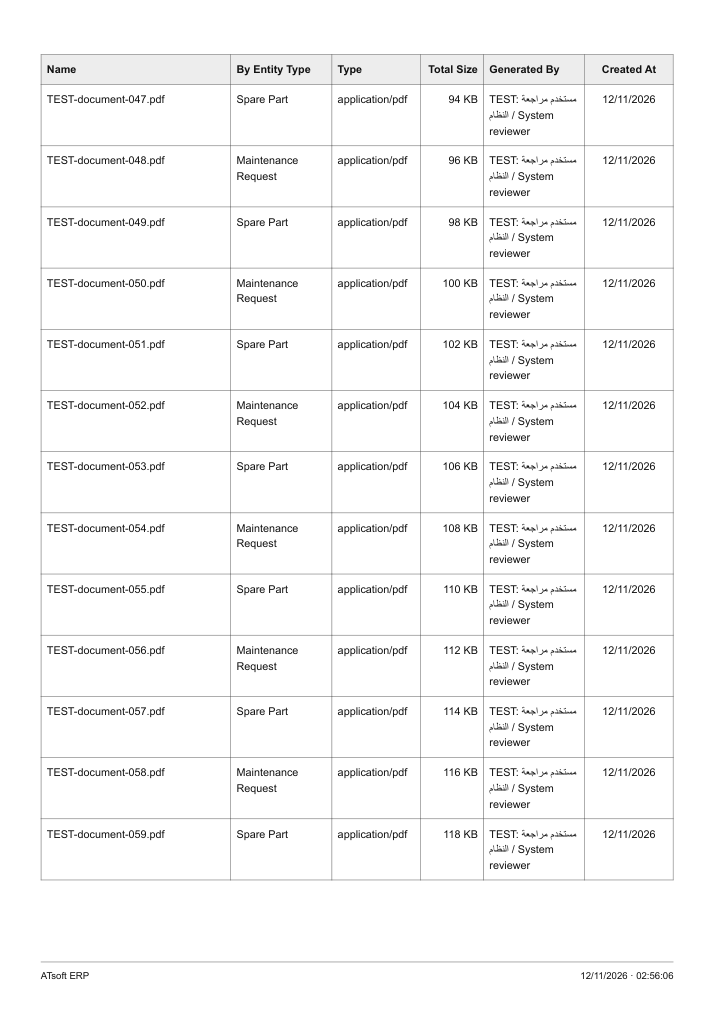 Name By Entity Type Type Total Size Generated By Created At
TEST-document-047.pdf Spare Part application/pdf 94 KB TEST: مستخدم مراجعة 12/11/2026
النظام / System
reviewer
TEST-document-048.pdf Maintenance application/pdf 96 KB TEST: مستخدم مراجعة 12/11/2026
Request النظام / System
reviewer
TEST-document-049.pdf Spare Part application/pdf 98 KB TEST: مستخدم مراجعة 12/11/2026
النظام / System
reviewer
TEST-document-050.pdf Maintenance application/pdf 100 KB TEST: مستخدم مراجعة 12/11/2026
Request النظام / System
reviewer
TEST-document-051.pdf Spare Part application/pdf 102 KB TEST: مستخدم مراجعة 12/11/2026
النظام / System
reviewer
TEST-document-052.pdf Maintenance application/pdf 104 KB TEST: مستخدم مراجعة 12/11/2026
Request النظام / System
reviewer
TEST-document-053.pdf Spare Part application/pdf 106 KB TEST: مستخدم مراجعة 12/11/2026
النظام / System
reviewer
TEST-document-054.pdf Maintenance application/pdf 108 KB TEST: مستخدم مراجعة 12/11/2026
Request النظام / System
reviewer
TEST-document-055.pdf Spare Part application/pdf 110 KB TEST: مستخدم مراجعة 12/11/2026
النظام / System
reviewer
TEST-document-056.pdf Maintenance application/pdf 112 KB TEST: مستخدم مراجعة 12/11/2026
Request النظام / System
reviewer
TEST-document-057.pdf Spare Part application/pdf 114 KB TEST: مستخدم مراجعة 12/11/2026
النظام / System
reviewer
TEST-document-058.pdf Maintenance application/pdf 116 KB TEST: مستخدم مراجعة 12/11/2026
Request النظام / System
reviewer
TEST-document-059.pdf Spare Part application/pdf 118 KB TEST: مستخدم مراجعة 12/11/2026
النظام / System
reviewer
ATsoft ERP 12/11/2026 · 02:56:06